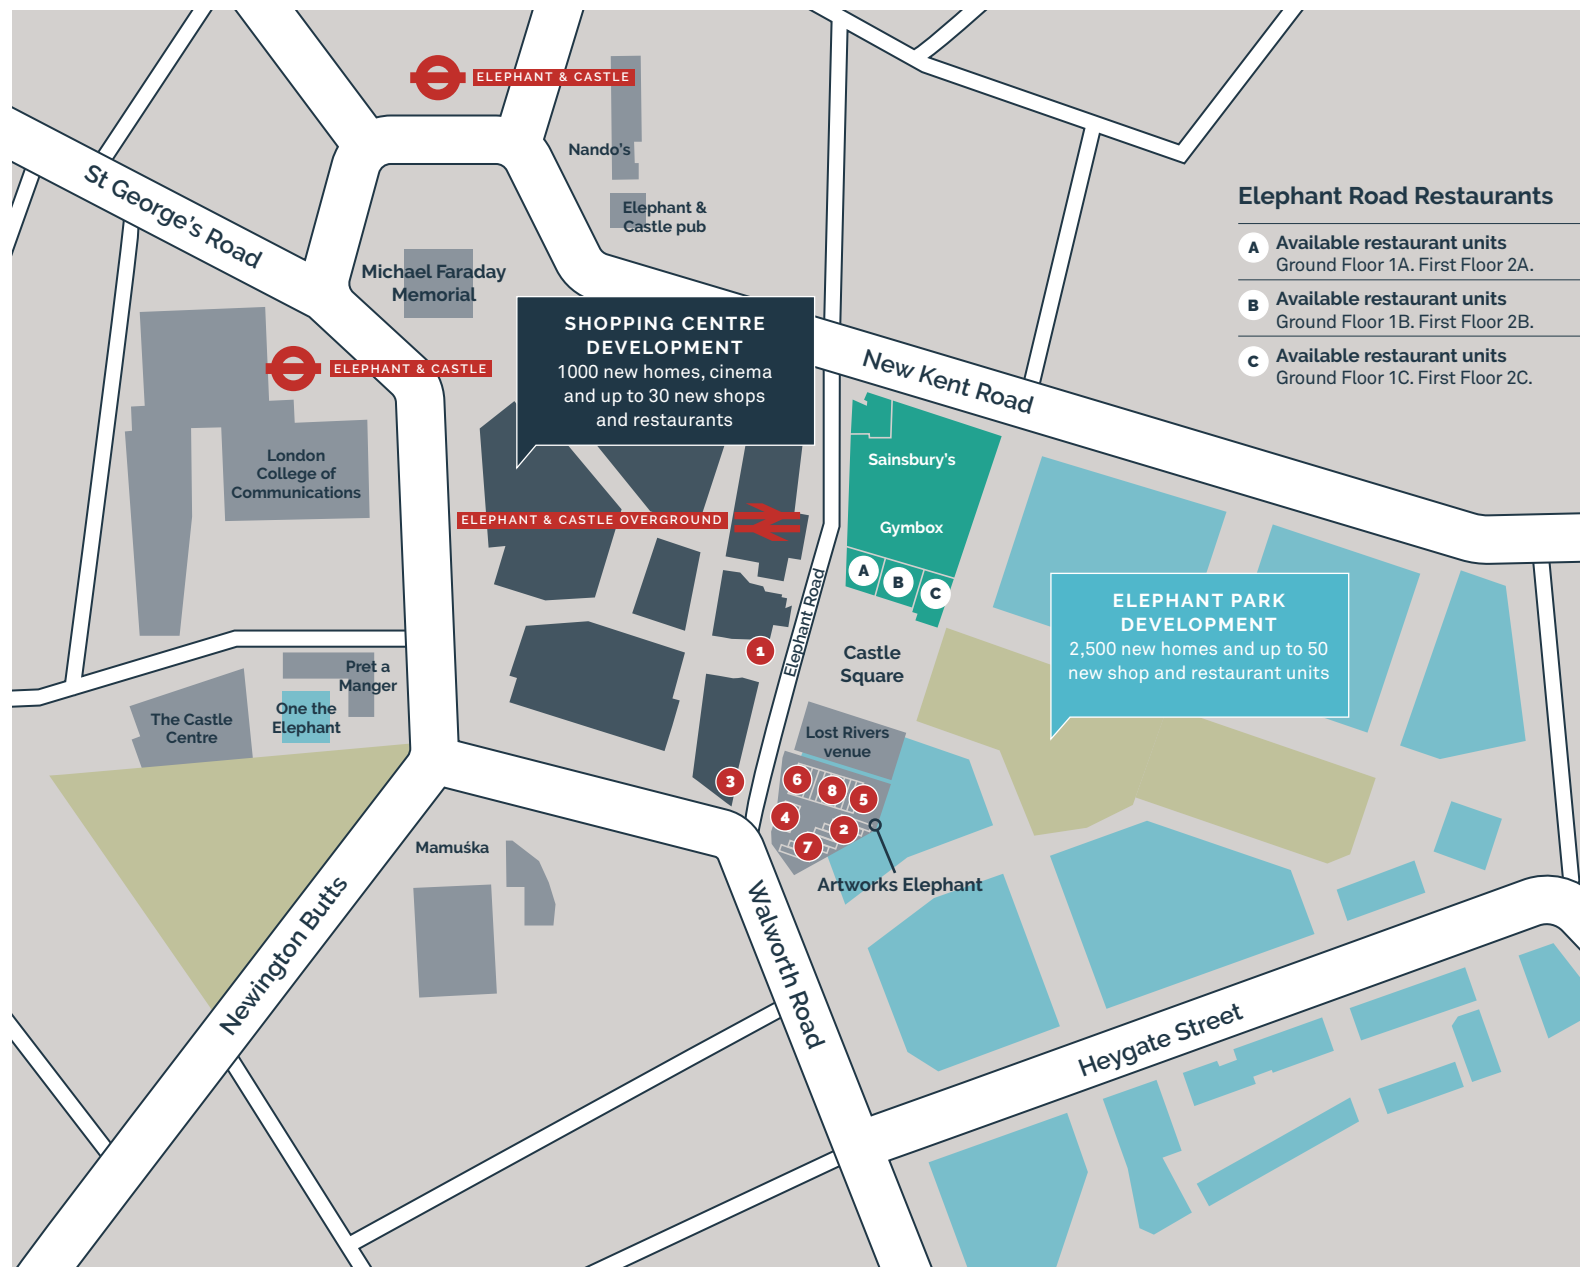 ELEPHANT & CASTLE
Nando's
Elephant &
Castle pub
St George's Road
Michael Faraday
Memorial
Elephant Road Restaurants
A
Available restaurant units
Ground Floor 1A. First Floor 2A.
B
Available restaurant units
Ground Floor 1B. First Floor 2B.
C
Available restaurant units
Ground Floor 1C. First Floor 2C.
SHOPPING CENTRE
DEVELOPMENT
1000 new homes, cinema
and up to 30 new shops
and restaurants
New Kent Road
ELEPHANT & CASTLE
London
College of
Communications
Sainsbury's
Gymbox
ELEPHANT & CASTLE OVERGROUND
A
B
C
Elephant Road
ELEPHANT PARK
DEVELOPMENT
2,500 new homes and up to 50
new shop and restaurant units
1
Castle
Square
Pret a
Manger
One the
Elephant
The Castle
Centre
Lost Rivers
venue
3
6
8
5
4
2
7
Mamuśka
Artworks Elephant
Newington Butts
Walworth Road
Heygate Street